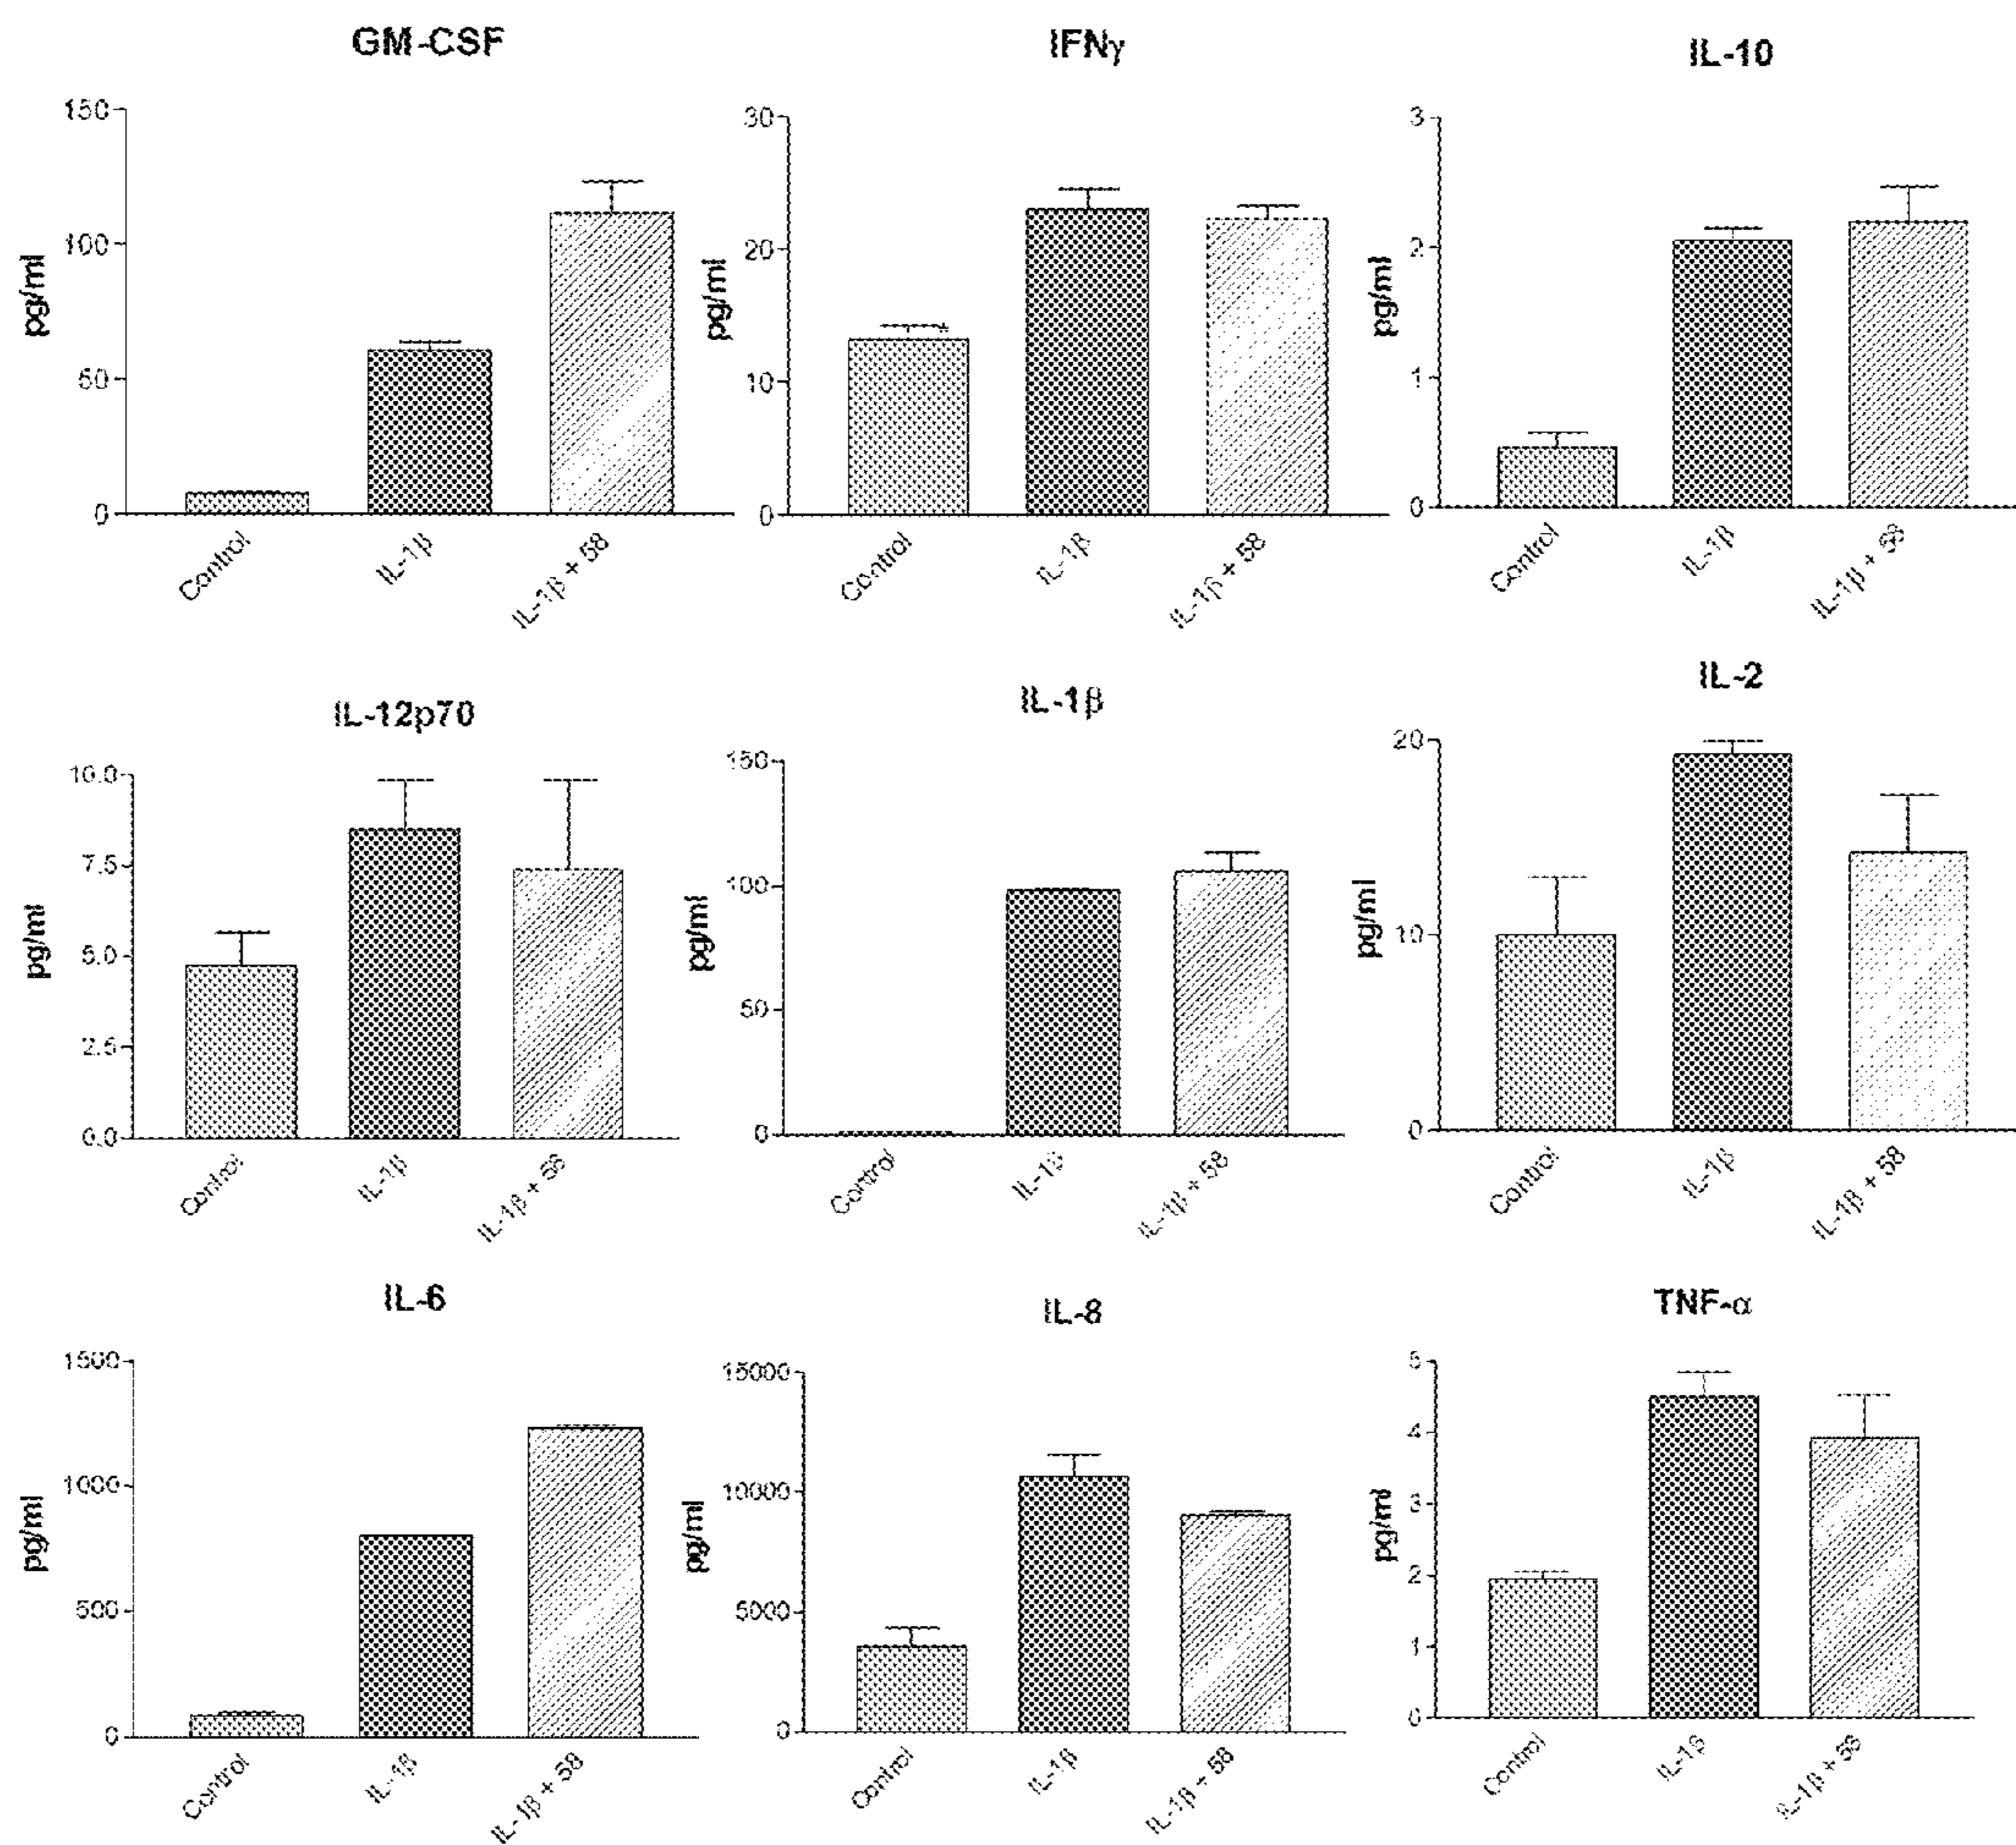 GM-CSF
150
100
50
0
pg/ml
Control
IL-1β
IL-1β + 58
IFNγ
30
20
10
0
pg/ml
Control
IL-1β
IL-1β + 58
IL-10
3
2
1
0
pg/ml
Control
IL-1β
IL-1β + 58
IL-12p70
10.0
7.5
5.0
2.5
0.0
pg/ml
Control
IL-1β
IL-1β + 58
IL-1β
150
100
50
0
pg/ml
Control
IL-1β
IL-1β + 58
IL-2
20
10
0
pg/ml
Control
IL-1β
IL-1β + 58
IL-6
1500
1000
500
0
pg/ml
Control
IL-1β
IL-1β + 58
IL-8
15000
10000
5000
0
pg/ml
Control
IL-1β
IL-1β + 58
TNF-α
5
4
3
2
1
0
pg/ml
Control
IL-1β
IL-1β + 58